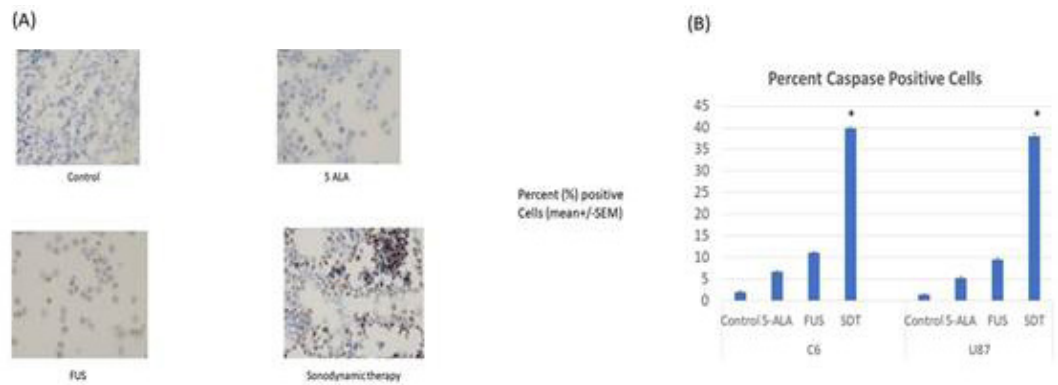 (A)
Control
5 ALA
FUS
Sonodynamic therapy
(B)
Percent Caspase Positive Cells
Percent (%) positive
Cells (mean+/-SEM)
45
40
35
30
25
20
15
10
5
0
* *
Control 5-ALA FUS SDT Control 5-ALA FUS SDT
C6 U87